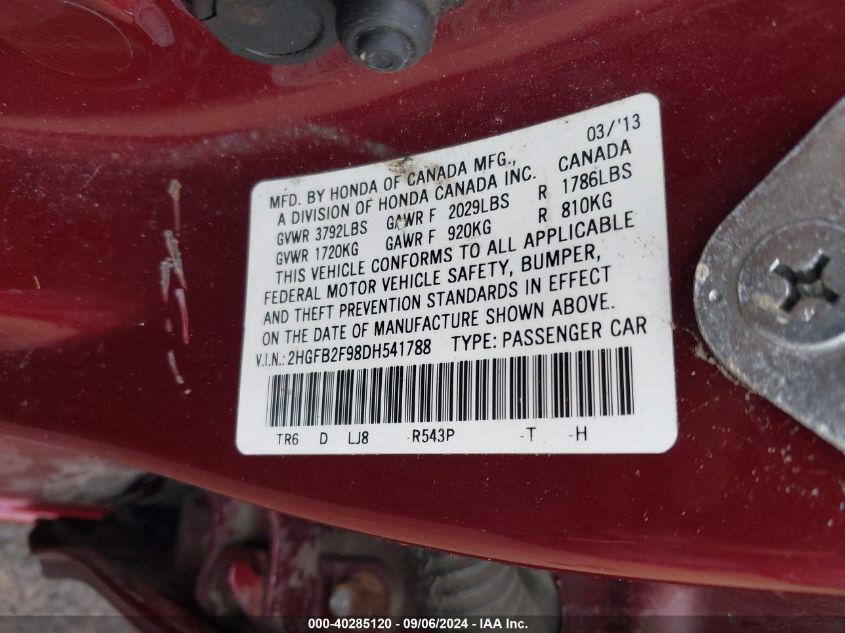 03/'13
MFD. BY HONDA OF CANADA MFG., CANADA
A DIVISION OF HONDA CANADA INC.
GVWR 3792LBS GAWR F 2029LBS R 1786LBS
GVWR 1720KG GAWR F 920KG R 810KG
THIS VEHICLE CONFORMS TO ALL APPLICABLE
FEDERAL MOTOR VEHICLE SAFETY, BUMPER,
AND THEFT PREVENTION STANDARDS IN EFFECT
ON THE DATE OF MANUFACTURE SHOWN ABOVE.
V.I.N.: 2HGFB2F98DH541788 TYPE: PASSENGER CAR
TR6 D LJ8 -R543P -T -H
000-40285120 - 09/06/2024 - IAA Inc.